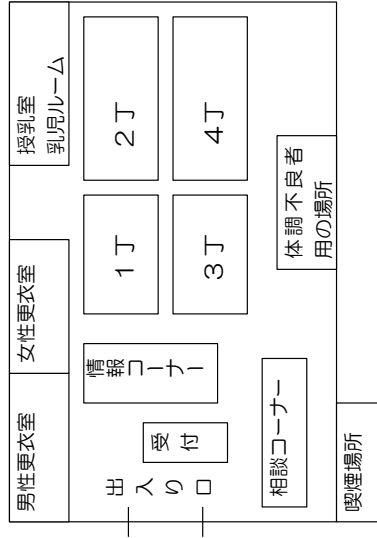 授乳室
乳児ルーム
２丁
４丁
女性更衣室
１丁
３丁
体調不良者
用の場所
男性更衣室
情報コーナー
受付
出入り口
相談コーナー
喫煙場所